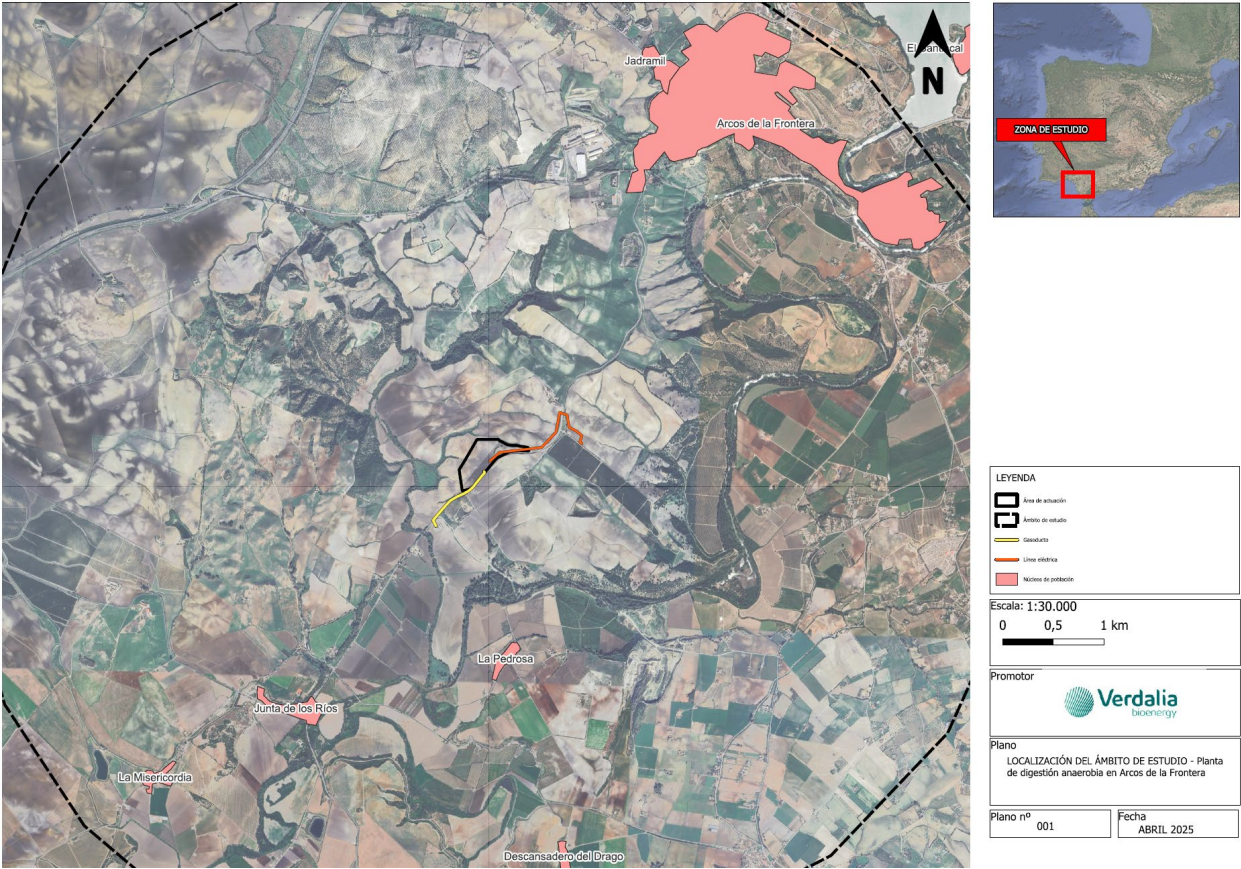 Jadramil
Arcos de la Frontera
N
La Pedrosa
Junta de los Ríos
La Misericordia
Descansadero del Drago
ZONA DE ESTUDIO
LEYENDA
Área de actuación
Ámbito de estudio
Gasoducto
Línea eléctrica
Núcleos de población
Escala: 1:30.000
0 0,5 1 km
Promotor
Verdalia
bioenergy
Plano
LOCALIZACIÓN DEL ÁMBITO DE ESTUDIO - Planta
de digestión anaerobia en Arcos de la Frontera
Plano nº
001
Fecha
ABRIL 2025